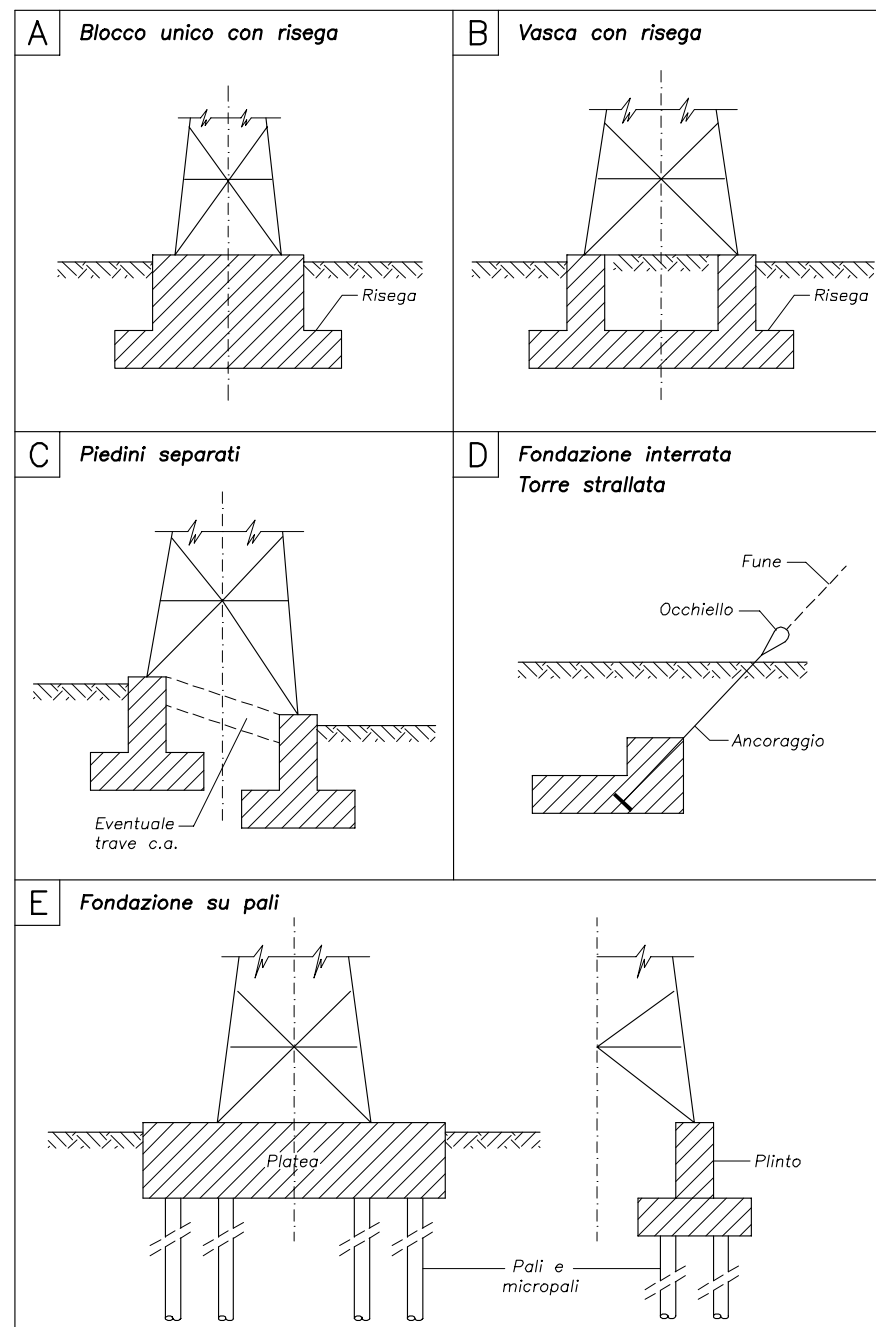 A
Blocco unico con risega
Risega
B
Vasca con risega
Risega
C
Piedini separati
Eventuale
trave c.a.
D
Fondazione interrata
Torre strallata
Fune
Occhiello
Ancoraggio
E
Fondazione su pali
Platea
Plinto
Pali e
micropali